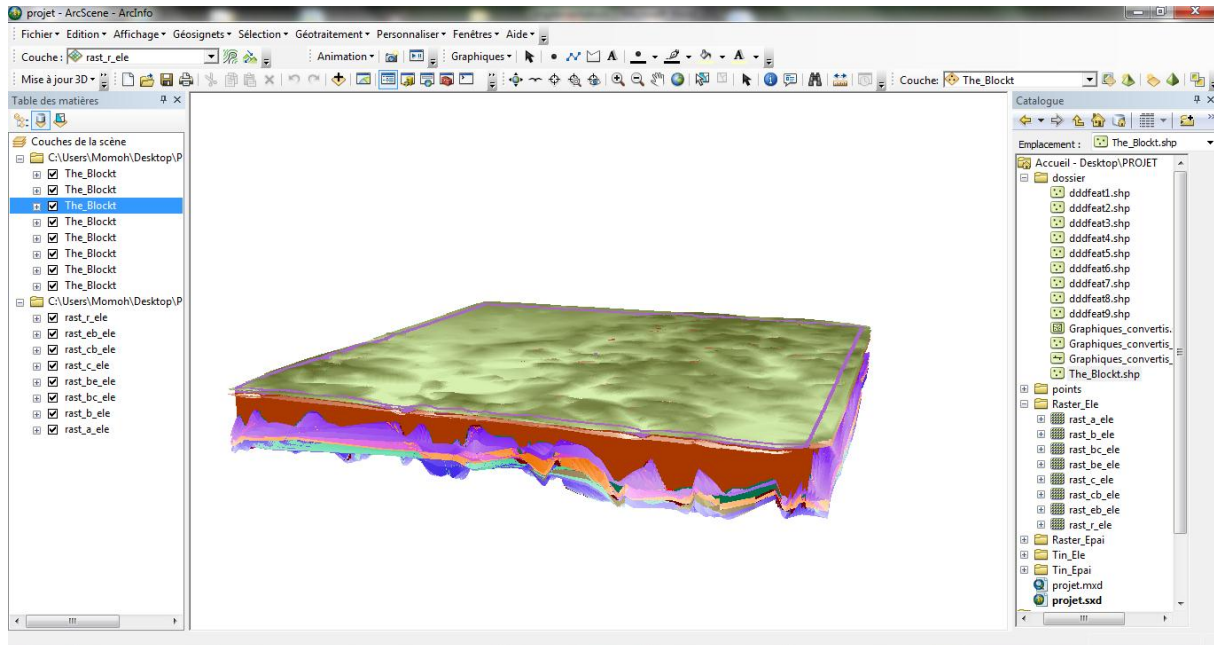 projet - ArcScene - ArcInfo
Fichier Edition Affichage Géosignets Sélection Géotraitement Personnaliser Fenêtres Aide
Couche : rast_r_ele Animation Graphiques A A
Mise à jour 3D Couche: The_Blockt
Table des matières
Couches de la scène
C:\Users\Momoh\Desktop\P
The_Blockt
The_Blockt
The_Blockt
The_Blockt
The_Blockt
The_Blockt
The_Blockt
The_Blockt
C:\Users\Momoh\Desktop\P
rast_r_ele
rast_eb_ele
rast_cb_ele
rast_c_ele
rast_be_ele
rast_bc_ele
rast_b_ele
rast_a_ele
Catalogue
Emplacement : The_Blockt.shp
Accueil - Desktop\PROJET
dossier
dddfeat1.shp
dddfeat2.shp
dddfeat3.shp
dddfeat4.shp
dddfeat5.shp
dddfeat6.shp
dddfeat7.shp
dddfeat8.shp
dddfeat9.shp
Graphiques_convertis.
Graphiques_convertis_
Graphiques_convertis_
The_Blockt.shp
points
Raster_Ele
rast_a_ele
rast_b_ele
rast_bc_ele
rast_be_ele
rast_c_ele
rast_cb_ele
rast_eb_ele
rast_r_ele
Raster_Epai
Tin_Ele
Tin_Epai
projet.mxd
projet.sxd